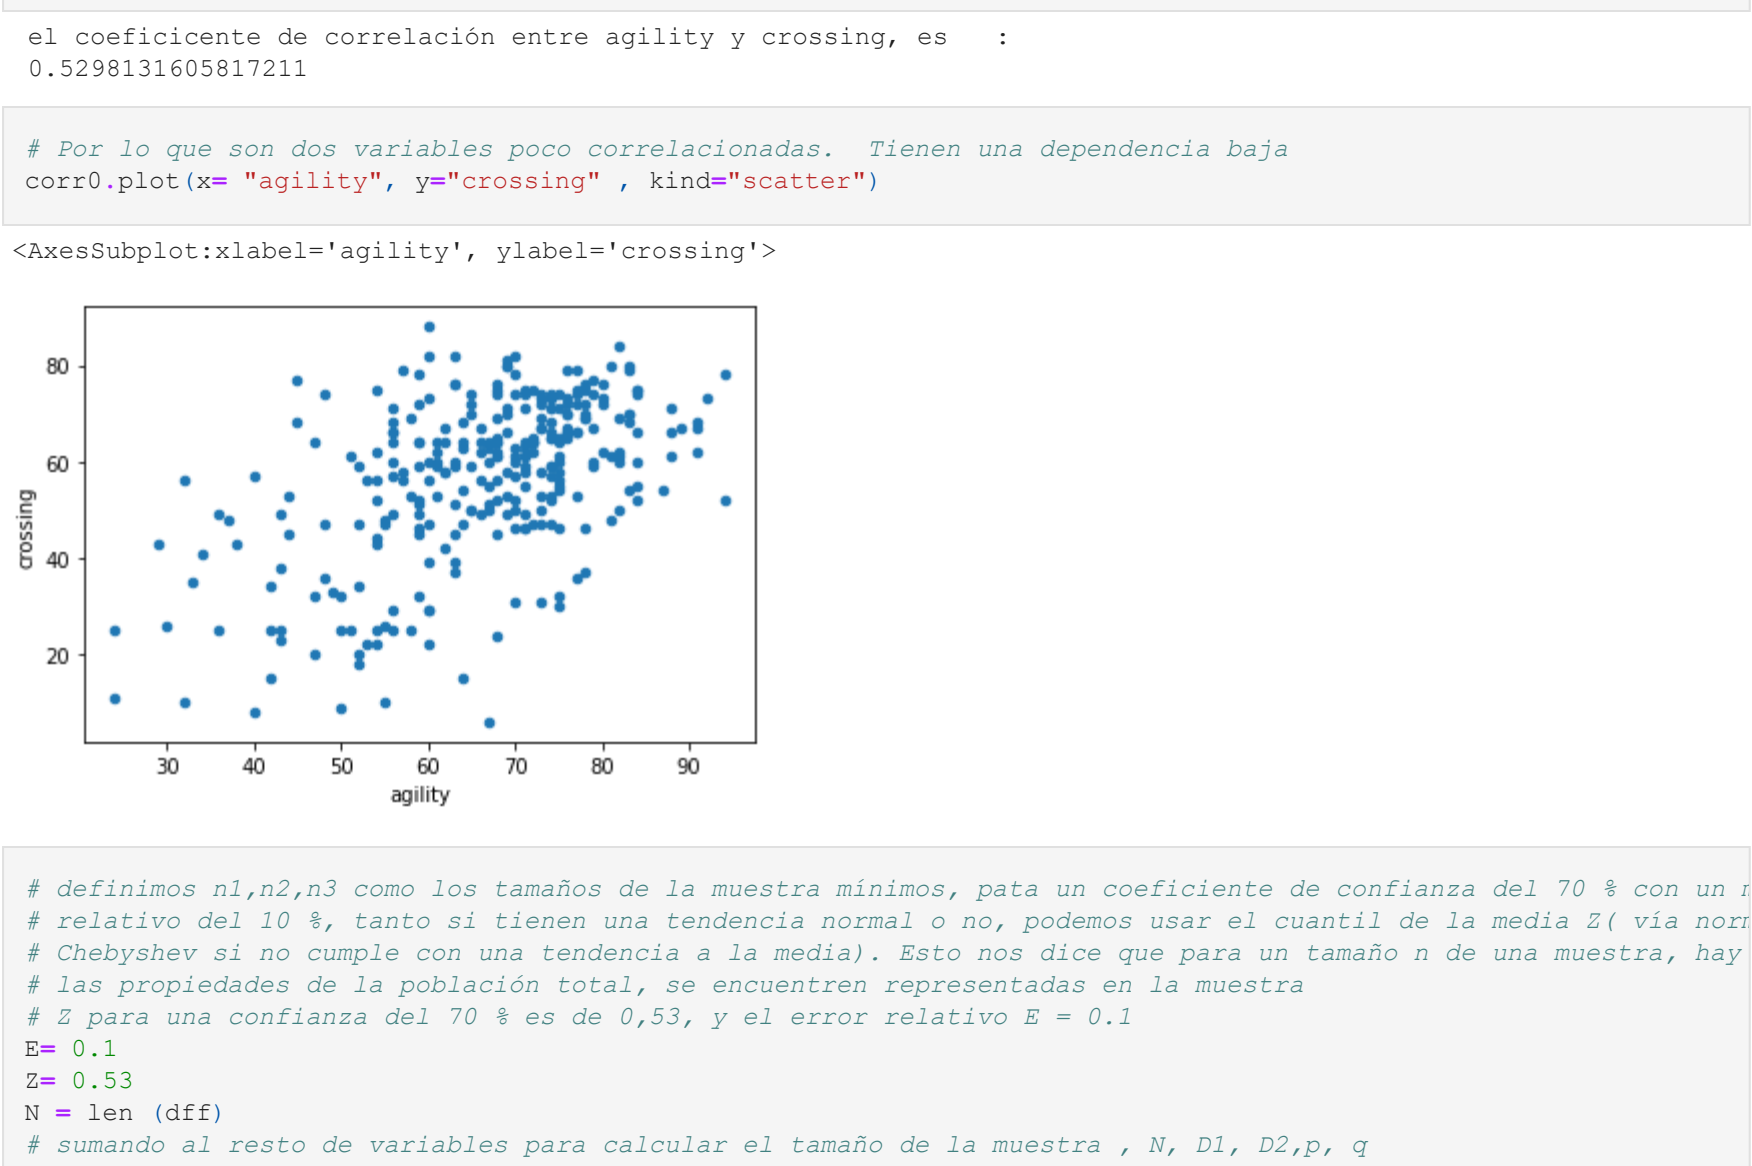 el coeficicente de correlación entre agility y crossing, es :
0.5298131605817211
# Por lo que son dos variables poco correlacionadas. Tienen una dependencia baja
corr0.plot(x= "agility", y="crossing" , kind="scatter")
<AxesSubplot:xlabel='agility', ylabel='crossing'>
80
60
40
20
crossing
30 40 50 60 70 80 90
agility
# definimos n1,n2,n3 como los tamaños de la muestra mínimos, pata un coeficiente de confianza del 70 % con un
# relativo del 10 %, tanto si tienen una tendencia normal o no, podemos usar el cuantil de la media Z( vía
# Chebyshev si no cumple con una tendencia a la media). Esto nos dice que para un tamaño n de una muestra, hay
# las propiedades de la población total, se encuentren representadas en la muestra
# Z para una confianza del 70 % es de 0,53, y el error relativo E = 0.1
E= 0.1
Z= 0.53
N = len (dff)
# sumando al resto de variables para calcular el tamaño de la muestra , N, D1, D2,p, q